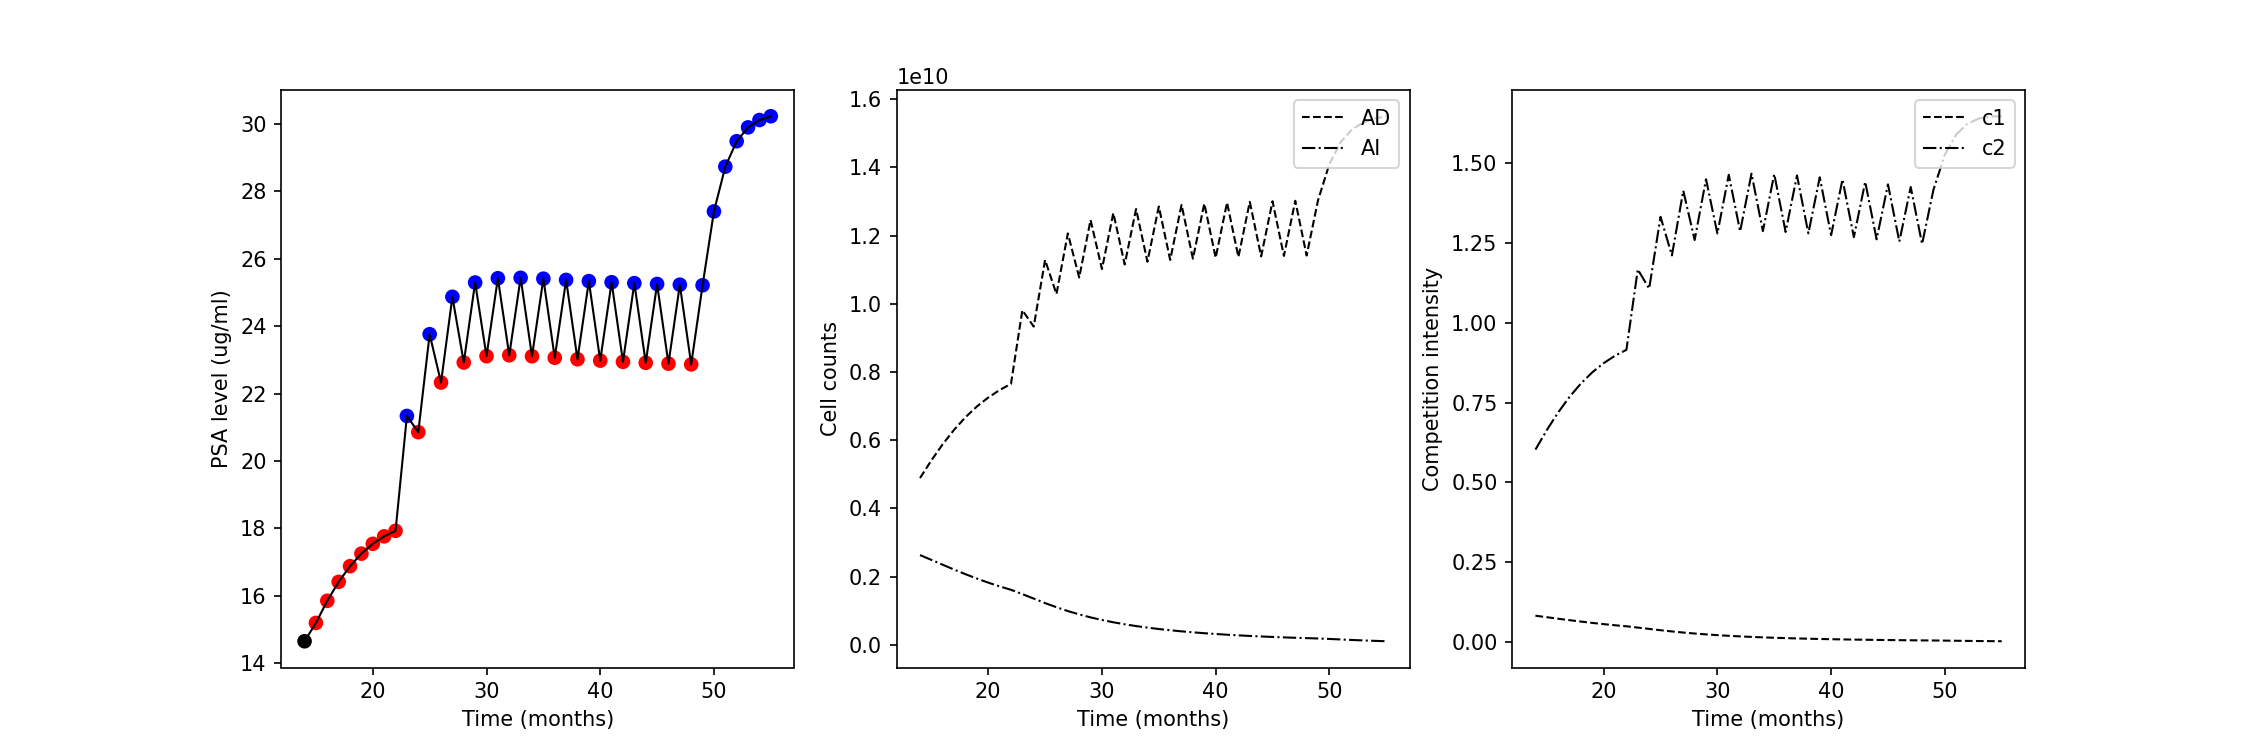 30
28
26
24
22
20
18
16
14
20 30 40 50
Time (months)
PSA level (ug/ml)
1e10
1.6
1.4
1.2
1.0
0.8
0.6
0.4
0.2
0.0
20 30 40 50
Time (months)
Cell counts
AD
AI
1.50
1.25
1.00
0.75
0.50
0.25
0.00
20 30 40 50
Time (months)
Competition intensity
c1
c2